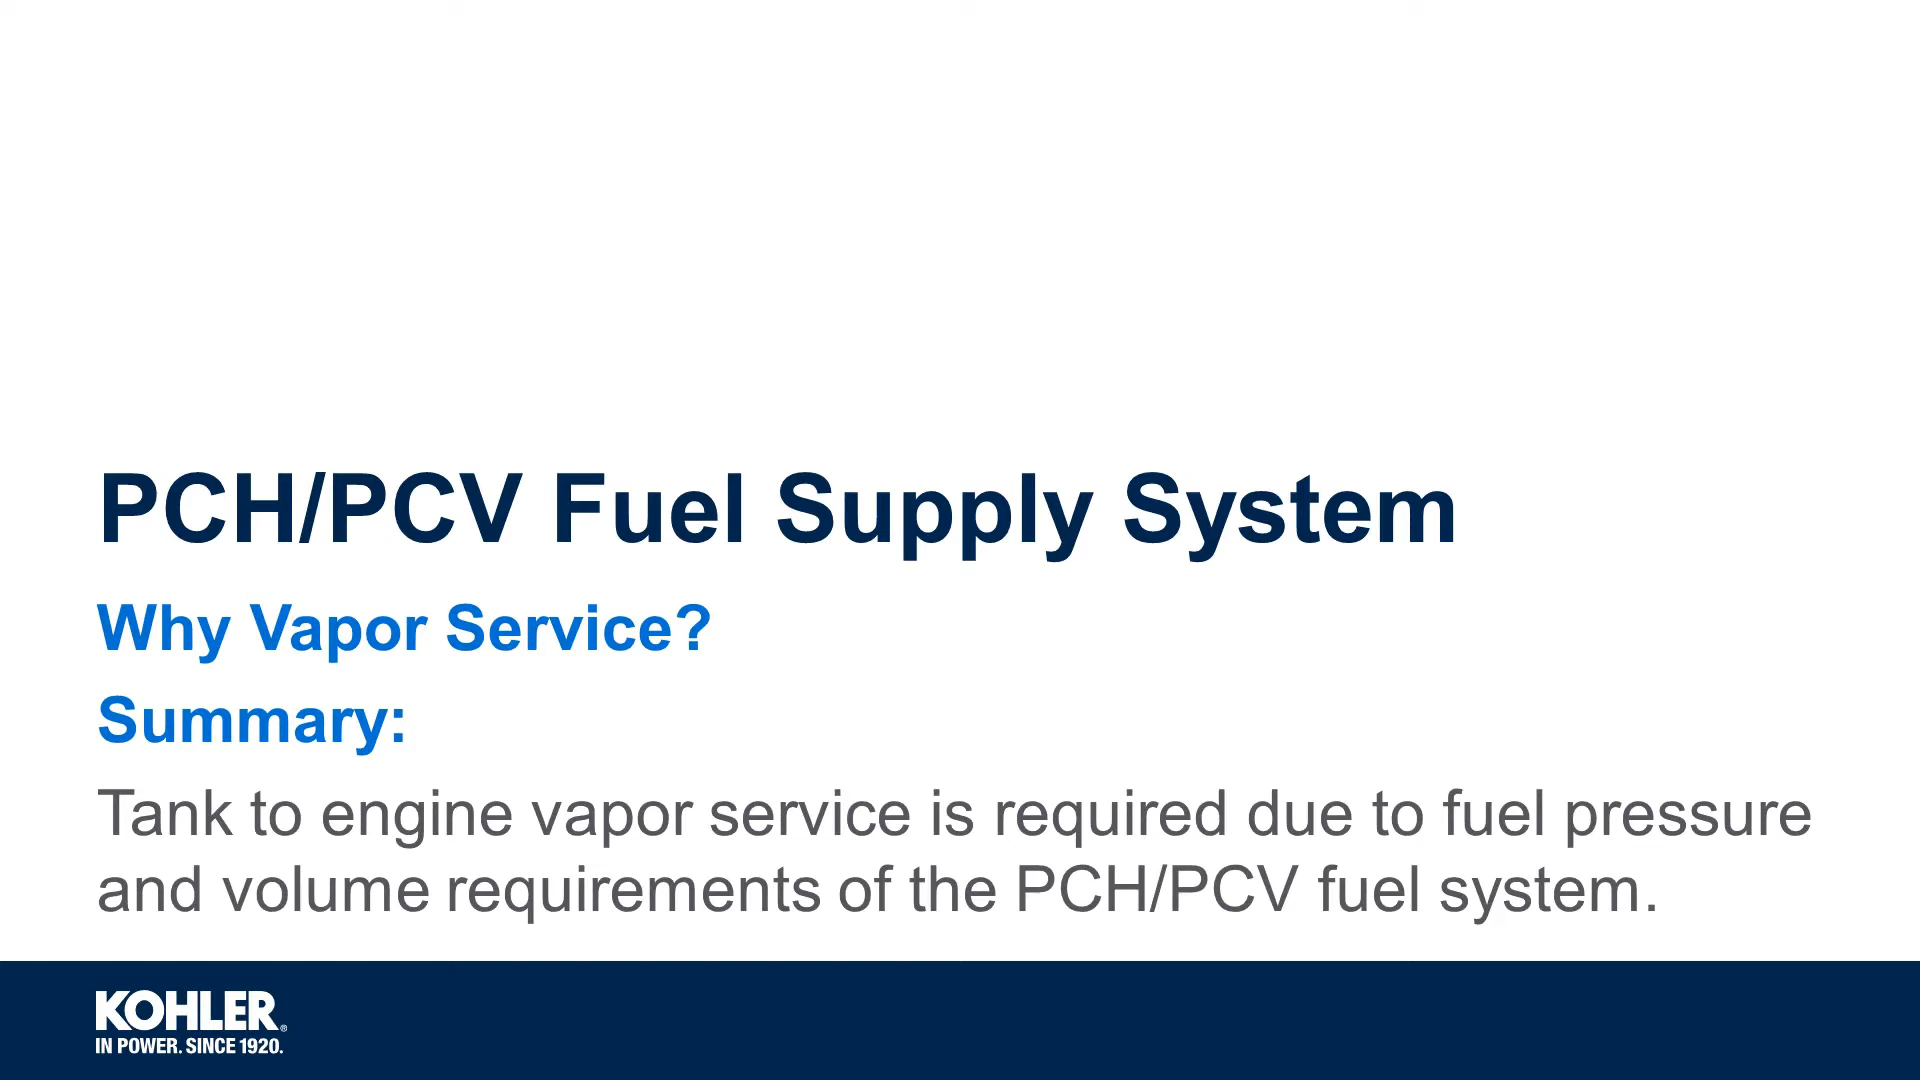 PCH/PCV Fuel Supply System
Why Vapor Service?
Summary:
Tank to engine vapor service is required due to fuel pressure
and volume requirements of the PCH/PCV fuel system.
KOHLER®
IN POWER. SINCE 1920.